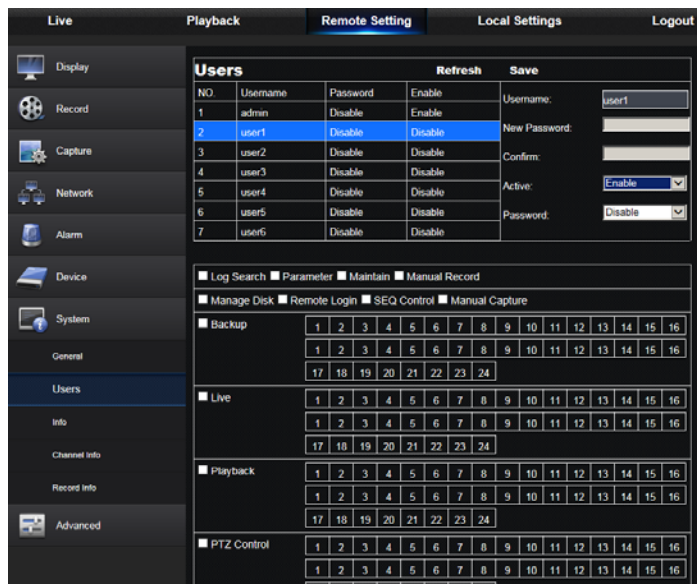 Live Playback Remote Setting Local Settings Logout
Display
Record
Capture
Network
Alarm
Device
System
General
Users
Info
Channel Info
Record Info
Advanced
Users Refresh Save
NO. Username Password Enable
1 admin Disable Enable
2 user1 Disable Disable
3 user2 Disable Disable
4 user3 Disable Disable
5 user4 Disable Disable
6 user5 Disable Disable
7 user6 Disable Disable
Username: user1
New Password:
Confirm:
Active: Enable
Password: Disable
Log Search Parameter Maintain Manual Record
Manage Disk Remote Login SEQ Control Manual Capture
Backup 1 2 3 4 5 6 7 8 9 10 11 12 13 14 15 16
1 2 3 4 5 6 7 8 9 10 11 12 13 14 15 16
17 18 19 20 21 22 23 24
Live 1 2 3 4 5 6 7 8 9 10 11 12 13 14 15 16
1 2 3 4 5 6 7 8 9 10 11 12 13 14 15 16
17 18 19 20 21 22 23 24
Playback 1 2 3 4 5 6 7 8 9 10 11 12 13 14 15 16
1 2 3 4 5 6 7 8 9 10 11 12 13 14 15 16
17 18 19 20 21 22 23 24
PTZ Control 1 2 3 4 5 6 7 8 9 10 11 12 13 14 15 16
1 2 3 4 5 6 7 8 9 10 11 12 13 14 15 16